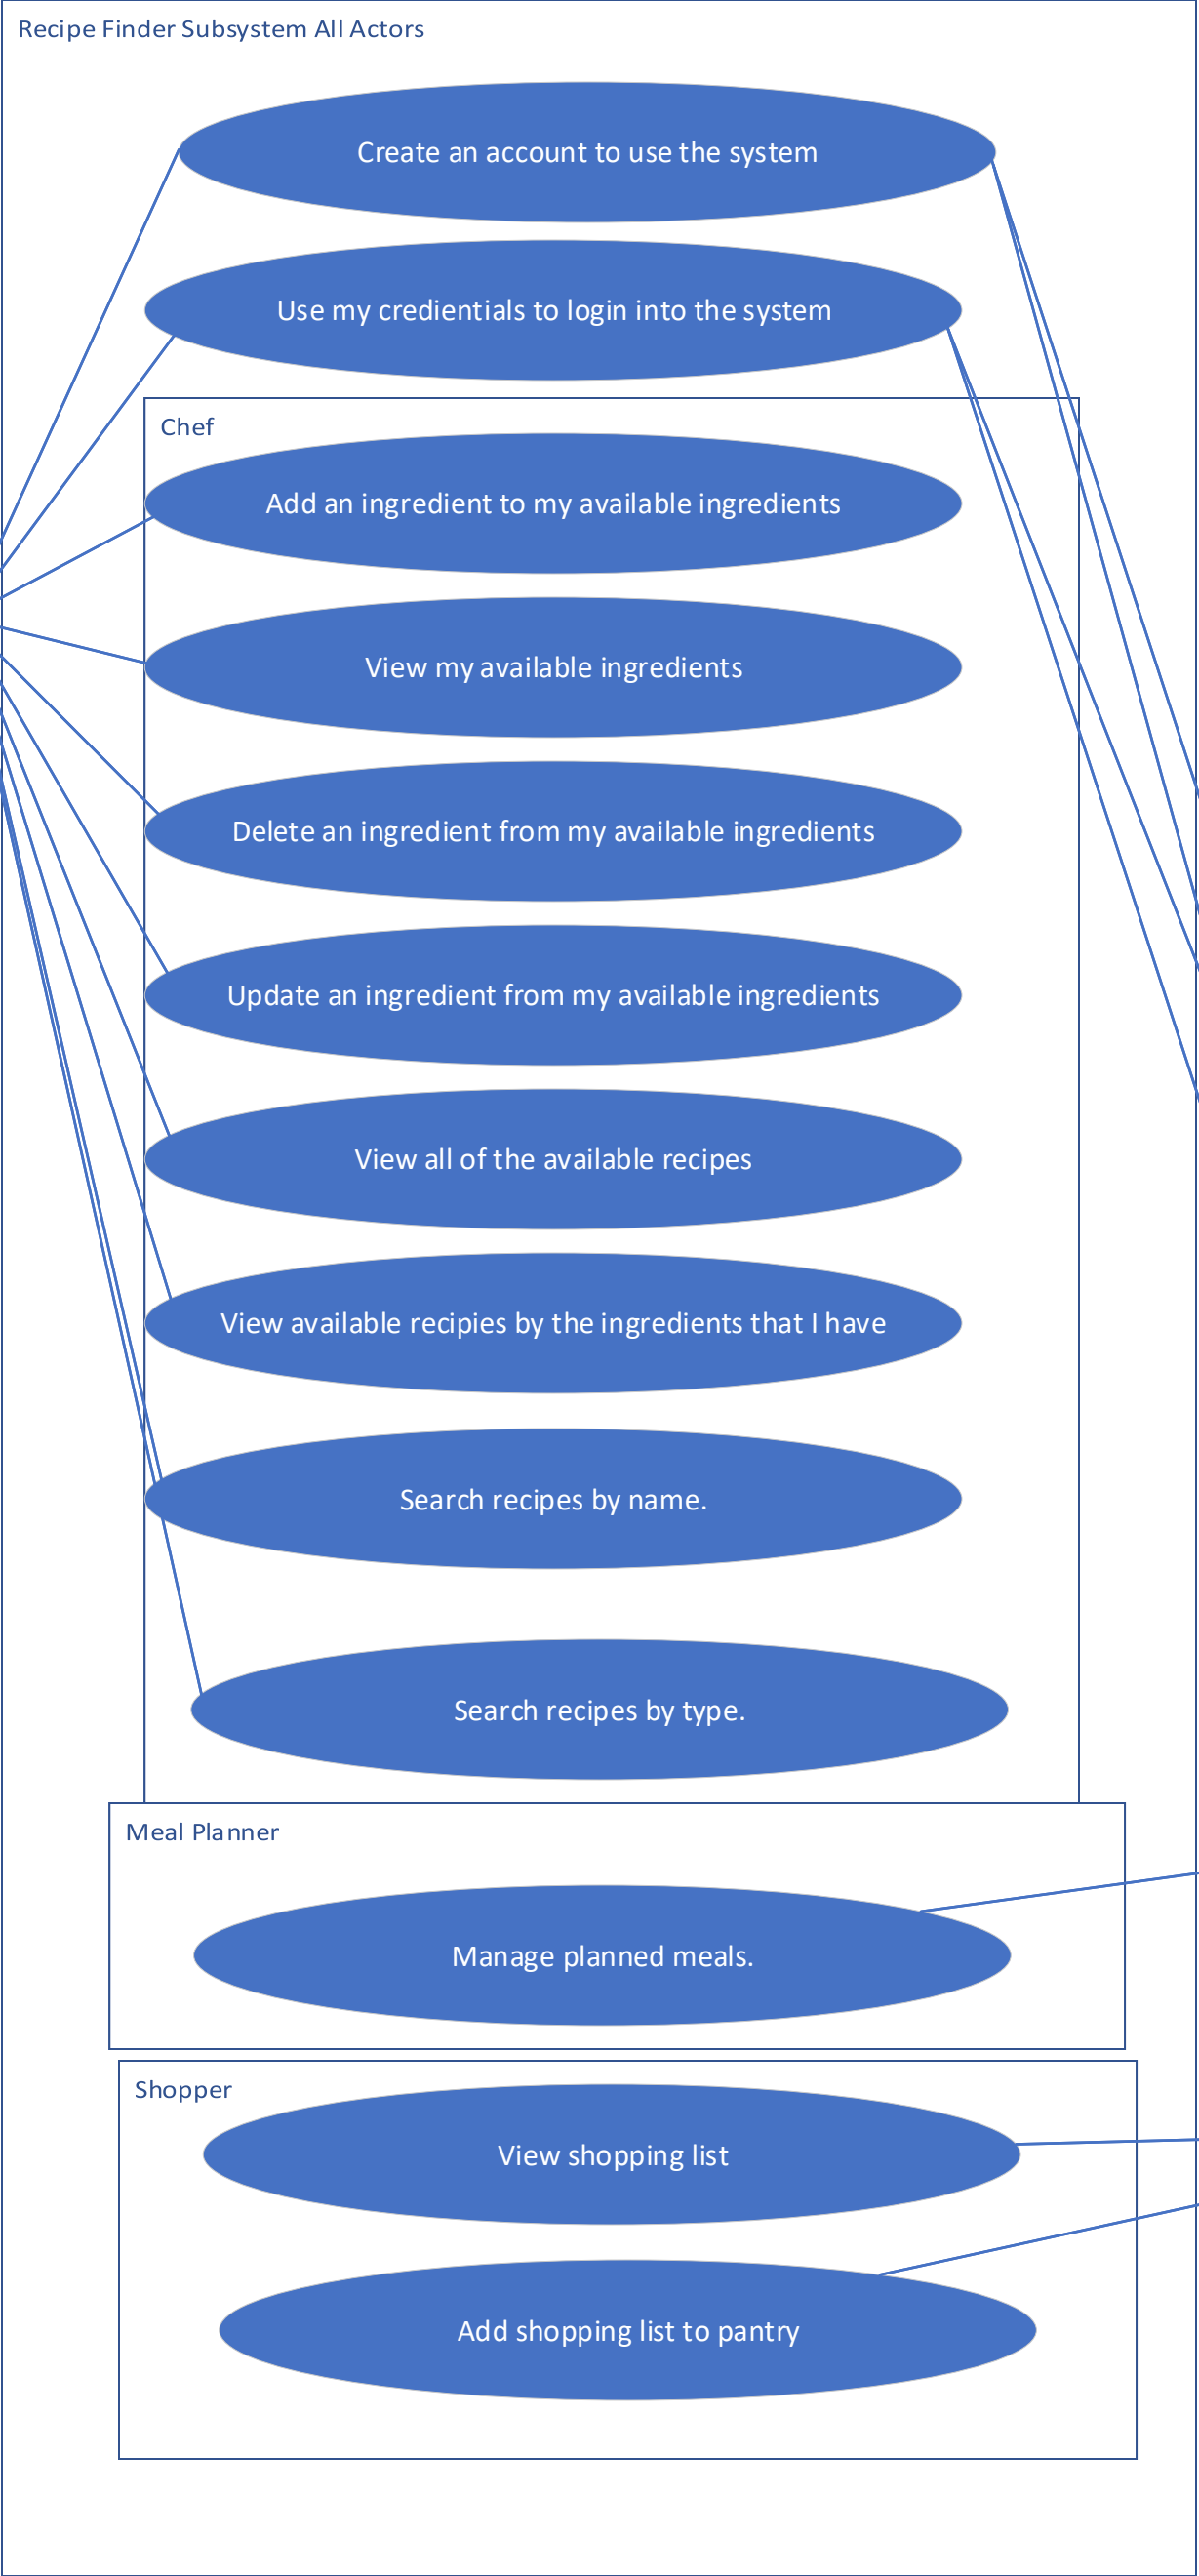 Recipe Finder Subsystem All Actors
Create an account to use the system
Use my credientials to login into the system
Chef
Add an ingredient to my available ingredients
View my available ingredients
Delete an ingredient from my available ingredients
Update an ingredient from my available ingredients
View all of the available recipes
View available recipies by the ingredients that I have
Search recipes by name.
Search recipes by type.
Meal Planner
Manage planned meals.
Shopper
View shopping list
Add shopping list to pantry